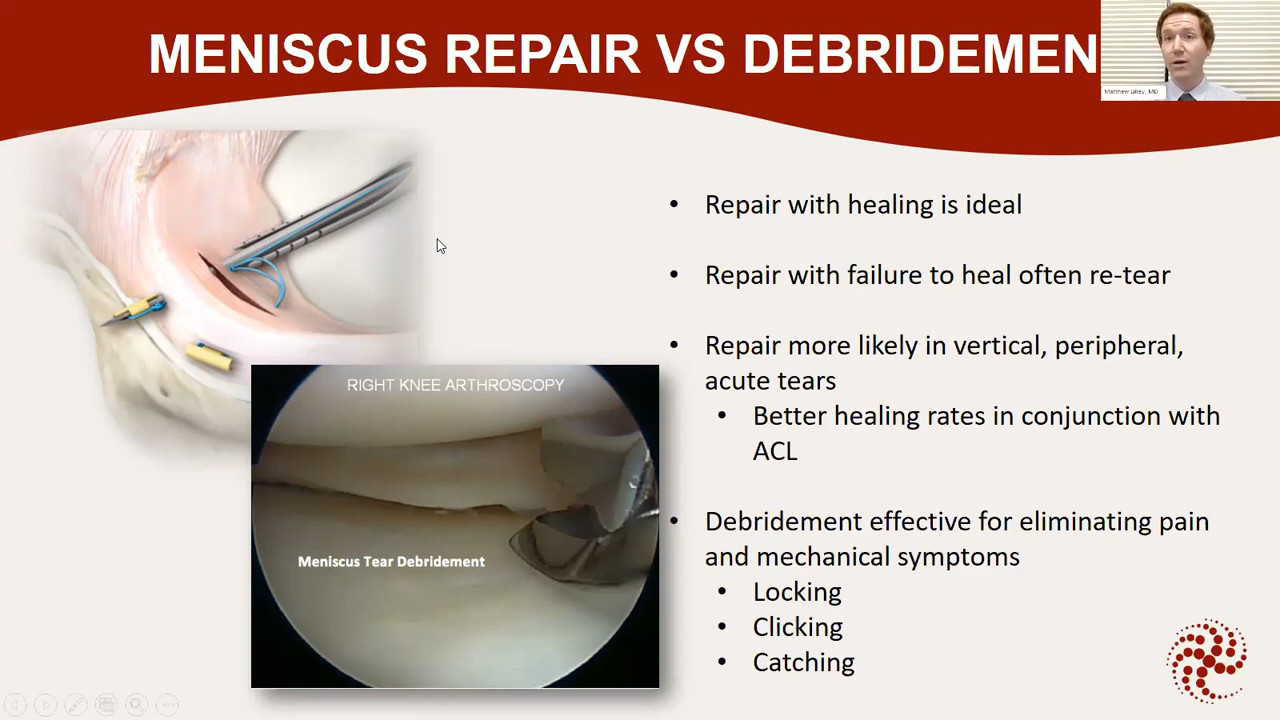 MENISCUS REPAIR VS DEBRIDEMEN
Matthew Lilley, MD
• Repair with healing is ideal
• Repair with failure to heal often re-tear
• Repair more likely in vertical, peripheral,
acute tears
• Better healing rates in conjunction with
ACL
• Debridement effective for eliminating pain
and mechanical symptoms
• Locking
• Clicking
• Catching
RIGHT KNEE ARTHROSCOPY
Meniscus Tear Debridement